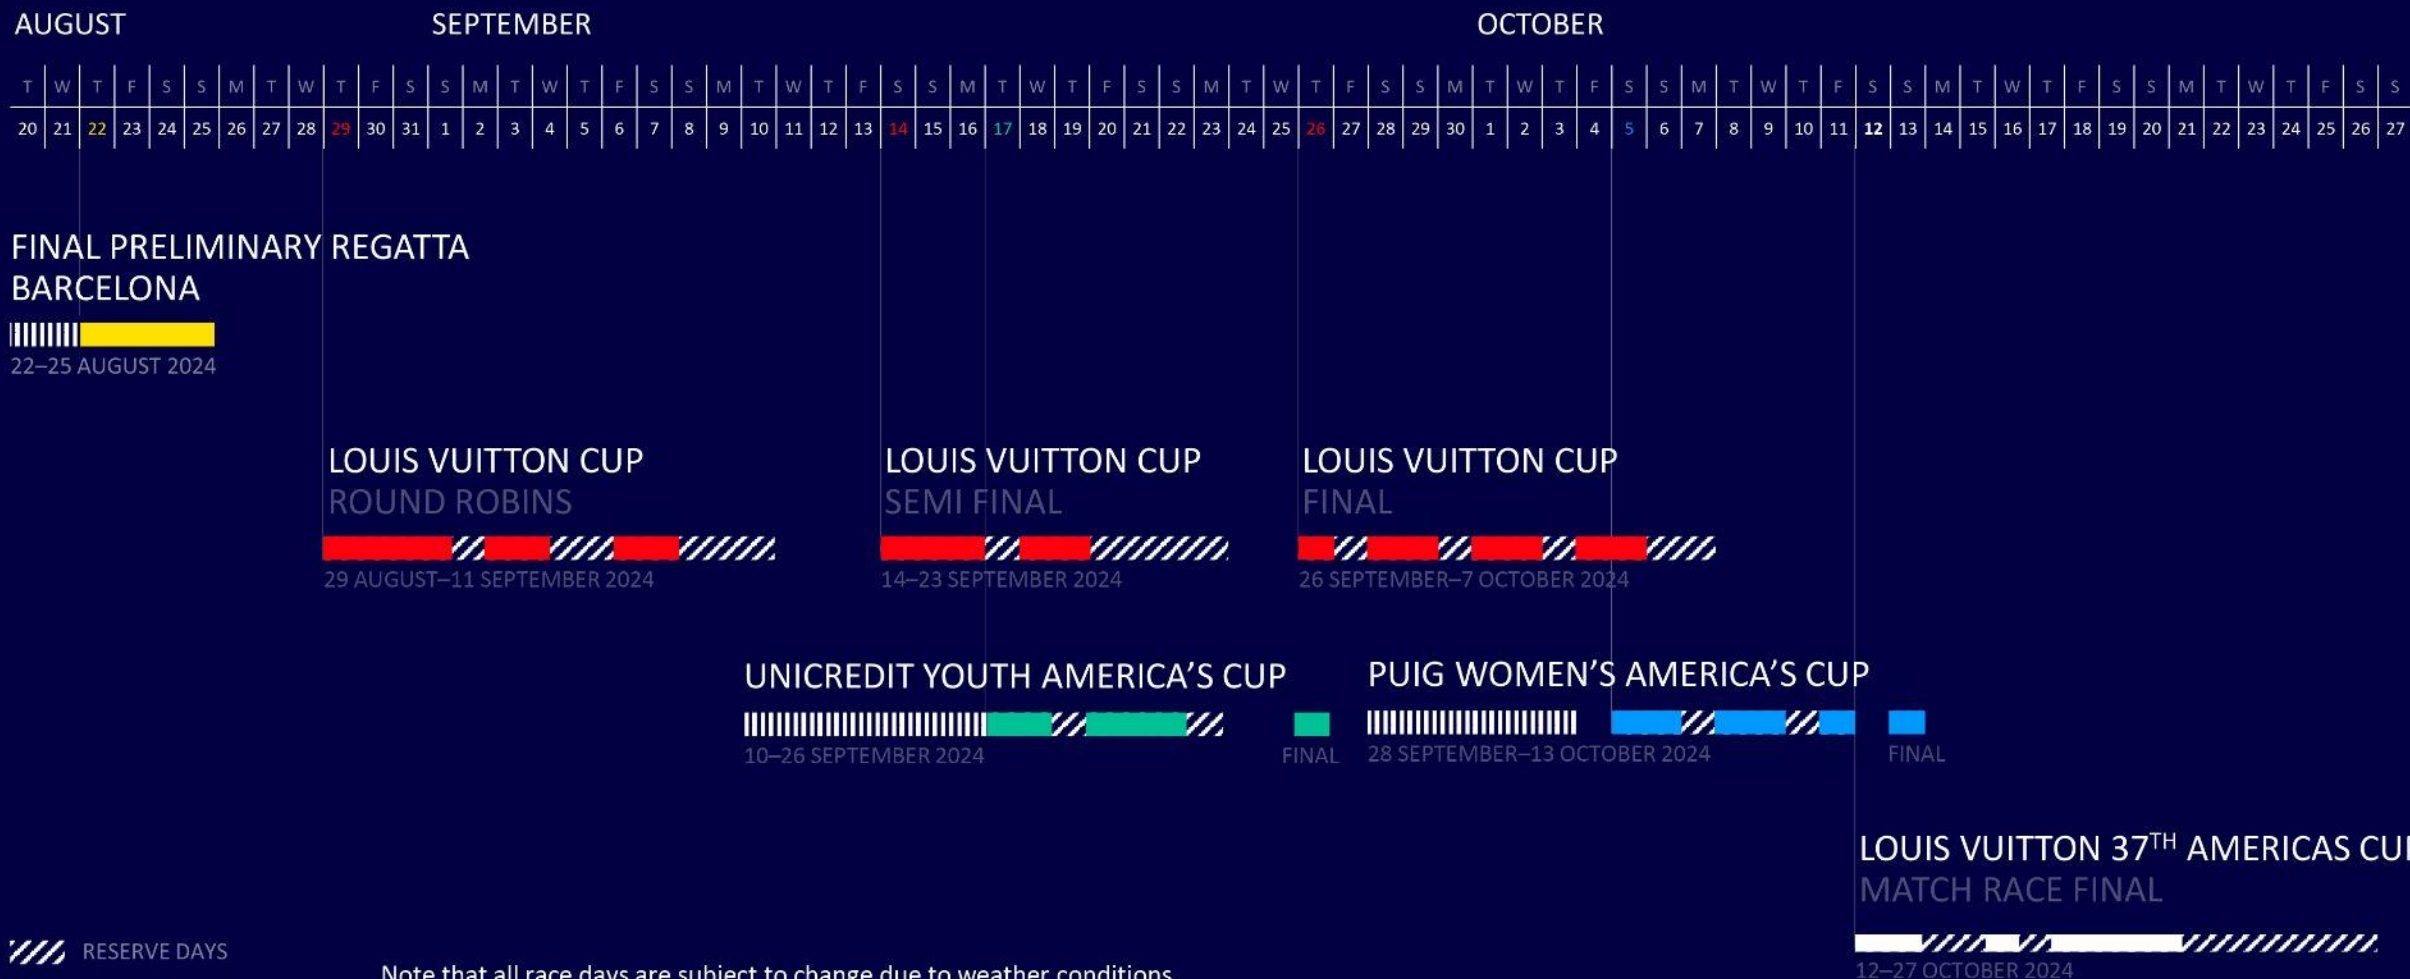 AUGUST SEPTEMBER OCTOBER
T W T F S S M T W T F S S M T W T F S S M T W T F S S M T W T F S S M T W T F S S M T W T F S S M T W T F S S M T W T F S S M T W T F S S
20 21 22 23 24 25 26 27 28 29 30 31 1 2 3 4 5 6 7 8 9 10 11 12 13 14 15 16 17 18 19 20 21 22 23 24 25 26 27 28 29 30 1 2 3 4 5 6 7 8 9 10 11 12 13 14 15 16 17 18 19 20 21 22 23 24 25 26 27
FINAL PRELIMINARY REGATTA
BARCELONA
22–25 AUGUST 2024
LOUIS VUITTON CUP
ROUND ROBINS
29 AUGUST–11 SEPTEMBER 2024
LOUIS VUITTON CUP
SEMI FINAL
14–23 SEPTEMBER 2024
LOUIS VUITTON CUP
FINAL
26 SEPTEMBER–7 OCTOBER 2024
UNICREDIT YOUTH AMERICA'S CUP
10–26 SEPTEMBER 2024
FINAL
PUIG WOMEN'S AMERICA'S CUP
28 SEPTEMBER–13 OCTOBER 2024
FINAL
LOUIS VUITTON 37TH AMERICAS CUP
MATCH RACE FINAL
12–27 OCTOBER 2024
RESERVE DAYS
Note that all race days are subject to change due to weather conditions